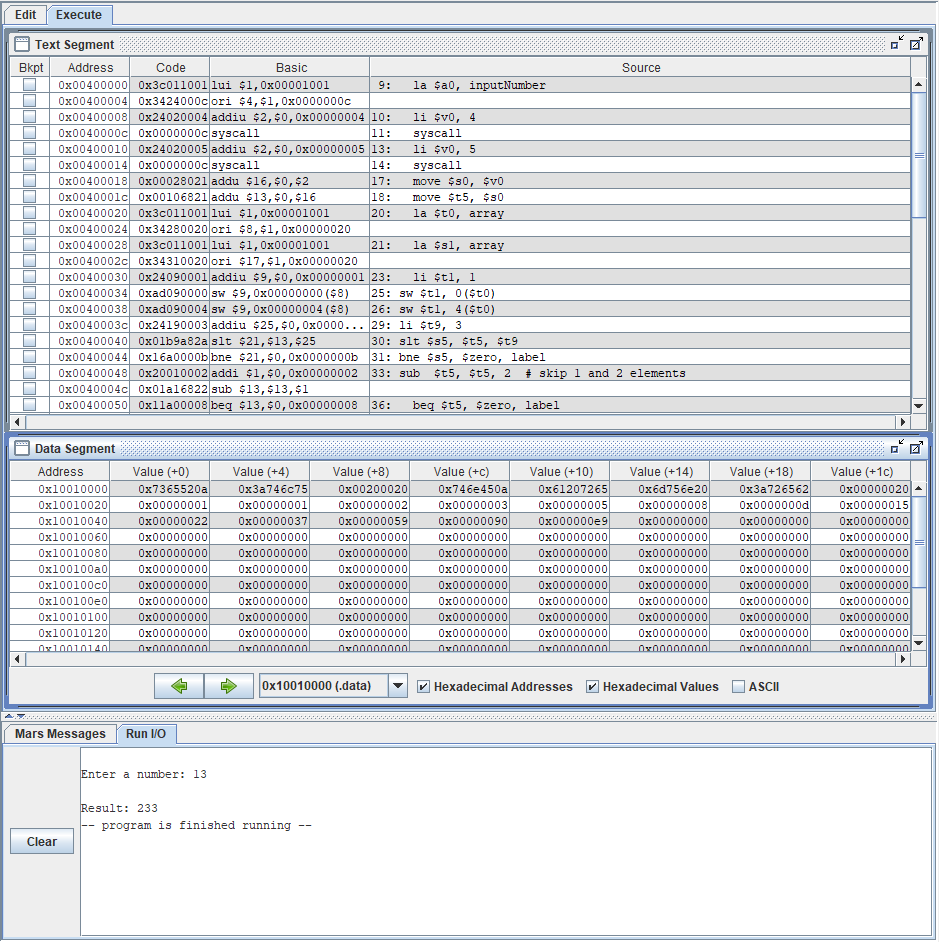 Edit Execute
Text Segment
Bkpt Address Code Basic Source
0x00400000 0x3c011001 lui $1,0x00001001 9: la $a0, inputNumber
0x00400004 0x3424000c ori $4,$1,0x0000000c
0x00400008 0x24020004 addiu $2,$0,0x00000004 10: li $v0, 4
0x0040000c 0x0000000c syscall 11: syscall
0x00400010 0x24020005 addiu $2,$0,0x00000005 13: li $v0, 5
0x00400014 0x0000000c syscall 14: syscall
0x00400018 0x00028021 addu $16,$0,$2 17: move $s0, $v0
0x0040001c 0x00106821 addu $13,$0,$16 18: move $t5, $s0
0x00400020 0x3c011001 lui $1,0x00001001 20: la $t0, array
0x00400024 0x34280020 ori $8,$1,0x00000020
0x00400028 0x3c011001 lui $1,0x00001001 21: la $s1, array
0x0040002c 0x34310020 ori $17,$1,0x00000020
0x00400030 0x24090001 addiu $9,$0,0x00000001 23: li $t1, 1
0x00400034 0xad090000 sw $9,0x00000000($8) 25: sw $t1, 0($t0)
0x00400038 0xad090004 sw $9,0x00000004($8) 26: sw $t1, 4($t0)
0x0040003c 0x24190003 addiu $25,$0,0x0000... 29: li $t9, 3
0x00400040 0x01b9a82a slt $21,$13,$25 30: slt $s5, $t5, $t9
0x00400044 0x16a0000b bne $21,$0,0x0000000b 31: bne $s5, $zero, label
0x00400048 0x20010002 addi $1,$0,0x00000002 33: sub $t5, $t5, 2 # skip 1 and 2 elements
0x0040004c 0x01a16822 sub $13,$13,$1
0x00400050 0x11a00008 beq $13,$0,0x00000008 36: beq $t5, $zero, label
Data Segment
Address Value (+0) Value (+4) Value (+8) Value (+c) Value (+10) Value (+14) Value (+18) Value (+1c)
0x10010000 0x7365520a 0x3a746c75 0x00200020 0x746e450a 0x61207265 0x6d756e20 0x3a726562 0x00000020
0x10010020 0x00000001 0x00000001 0x00000002 0x00000003 0x00000005 0x00000008 0x0000000d 0x00000015
0x10010040 0x00000022 0x00000037 0x00000059 0x00000090 0x000000e9 0x00000000 0x00000000 0x00000000
0x10010060 0x00000000 0x00000000 0x00000000 0x00000000 0x00000000 0x00000000 0x00000000 0x00000000
0x10010080 0x00000000 0x00000000 0x00000000 0x00000000 0x00000000 0x00000000 0x00000000 0x00000000
0x100100a0 0x00000000 0x00000000 0x00000000 0x00000000 0x00000000 0x00000000 0x00000000 0x00000000
0x100100c0 0x00000000 0x00000000 0x00000000 0x00000000 0x00000000 0x00000000 0x00000000 0x00000000
0x100100e0 0x00000000 0x00000000 0x00000000 0x00000000 0x00000000 0x00000000 0x00000000 0x00000000
0x10010100 0x00000000 0x00000000 0x00000000 0x00000000 0x00000000 0x00000000 0x00000000 0x00000000
0x10010120 0x00000000 0x00000000 0x00000000 0x00000000 0x00000000 0x00000000 0x00000000 0x00000000
0x10010140 0x00000000 0x00000000 0x00000000 0x00000000 0x00000000 0x00000000 0x00000000 0x00000000
0x10010000 (.data) Hexadecimal Addresses Hexadecimal Values ASCII
Mars Messages Run I/O
Enter a number: 13
Result: 233
-- program is finished running --
Clear